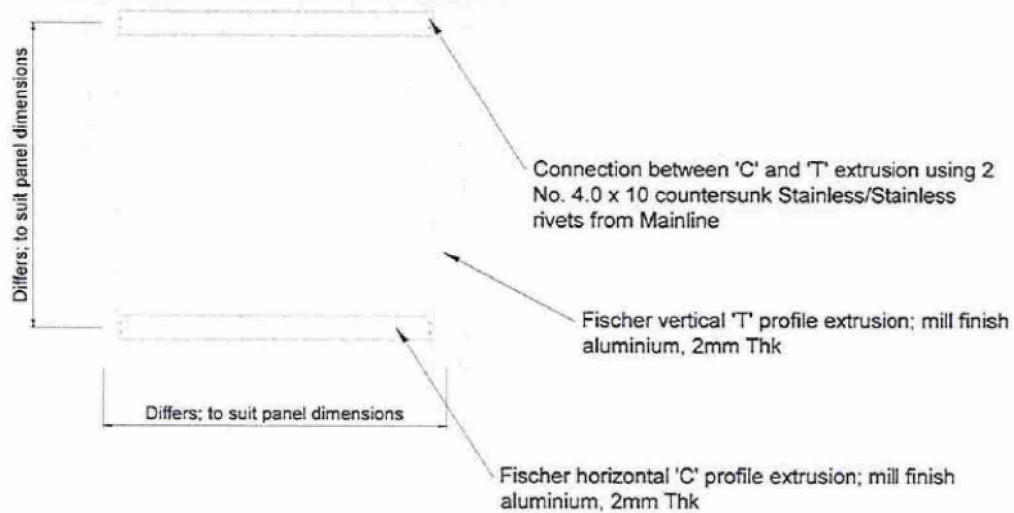 Differs; to suit panel dimensions
Connection between 'C' and 'T' extrusion using 2
No. 4.0 x 10 countersunk Stainless/Stainless
rivets from Mainline
Fischer vertical 'T' profile extrusion; mill finish
aluminium, 2mm Thk
Differs; to suit panel dimensions
Fischer horizontal 'C' profile extrusion; mill finish
aluminium, 2mm Thk